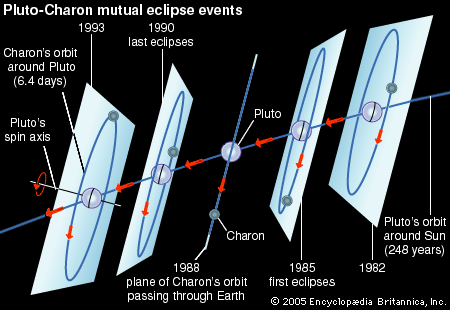 Pluto-Charon mutual eclipse events
1993
1990
last eclipses
Charon's orbit
around Pluto
(6.4 days)
Pluto's
spin axis
Pluto
Charon
Pluto's orbit
around Sun
(248 years)
1988
plane of Charon's orbit
passing through Earth
1985
first eclipses
1982
© 2005 Encyclopædia Britannica, Inc.